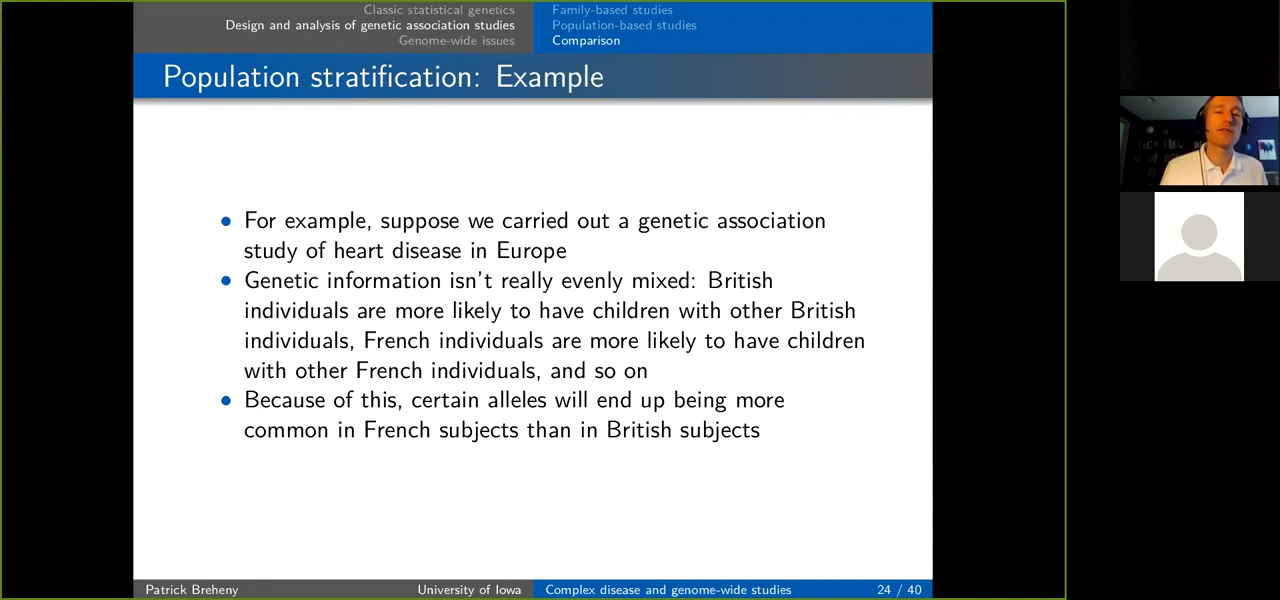 Classic statistical genetics
Design and analysis of genetic association studies
Genome-wide issues
Family-based studies
Population-based studies
Comparison
Population stratification: Example
• For example, suppose we carried out a genetic association
study of heart disease in Europe
• Genetic information isn't really evenly mixed: British
individuals are more likely to have children with other British
individuals, French individuals are more likely to have children
with other French individuals, and so on
• Because of this, certain alleles will end up being more
common in French subjects than in British subjects
Patrick Breheny
University of Iowa
Complex disease and genome-wide studies
24 / 40